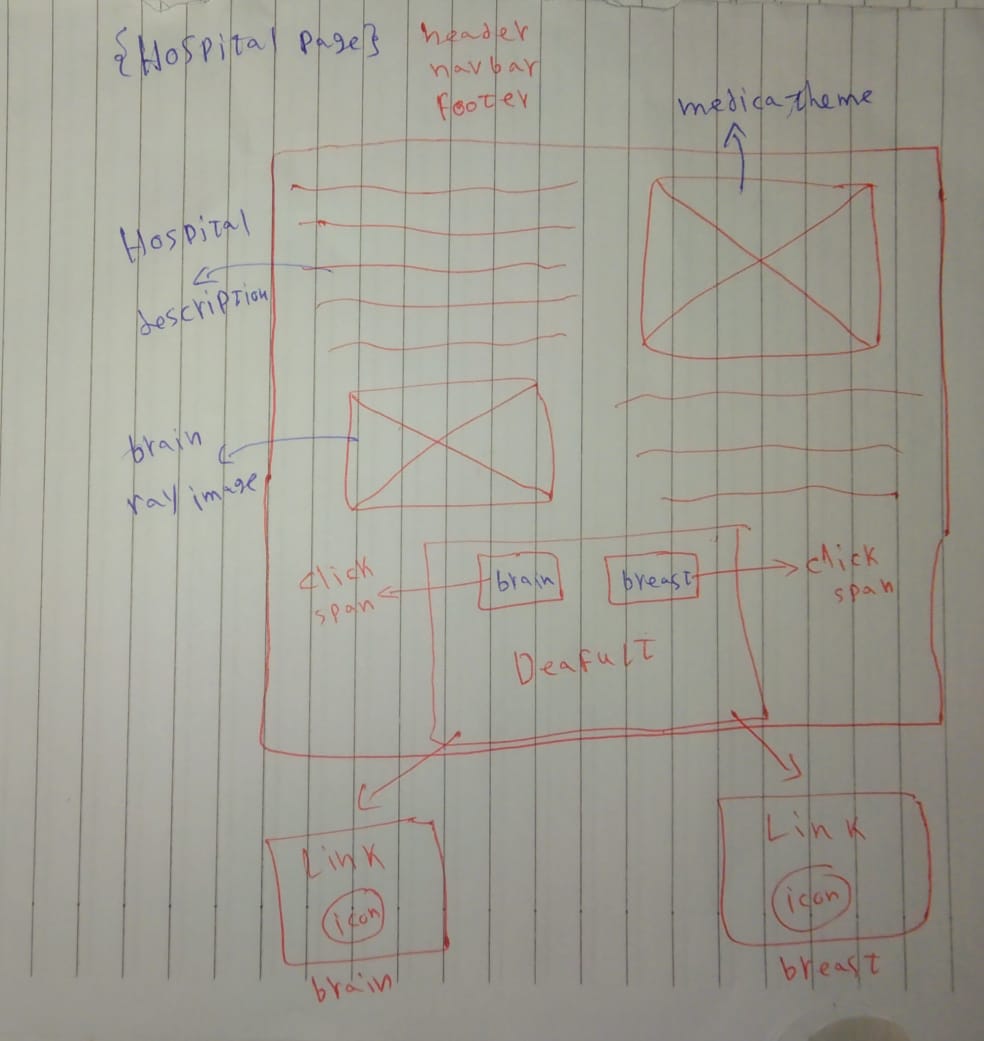 {Hospital page}
header
navbar
footer
medica theme
Hospital
description
brain
ray image
click
span
brain
breast
click
span
Deafult
Link
icon
brain
Link
icon
breast